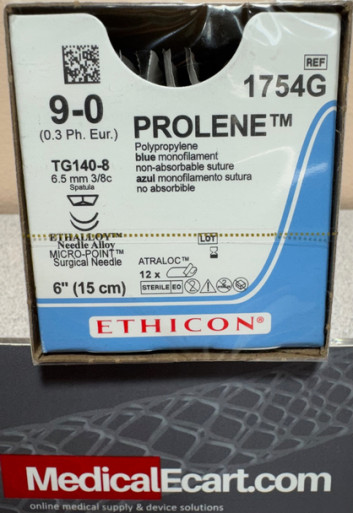 REF
1754G
9-0
(0.3 Ph. Eur.)
PROLENE™
Polypropylene
blue monofilament
non-absorbable suture
azul monofilamento sutura
no absorbible
TG140-8
6.5 mm 3/8c
Spatula
ETHALLOY™
Needle Alloy
MICRO-POINT™
Surgical Needle
LOT
ATRALOC™
12 x
STERILE EO
6" (15 cm)
ETHICON®
MedicalEcart.com
online medical supply & device solutions